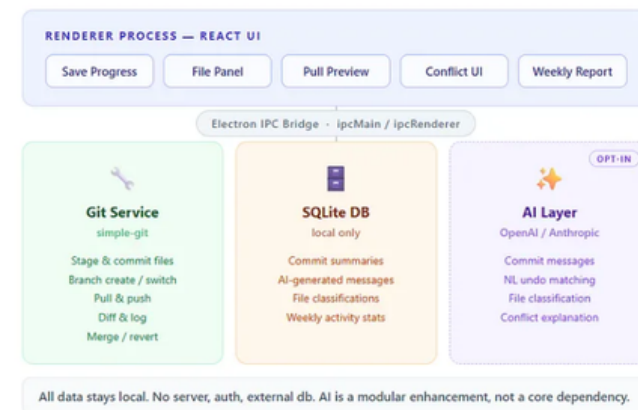 RENDERER PROCESS — REACT UI
Save Progress
File Panel
Pull Preview
Conflict UI
Weekly Report
Electron IPC Bridge · ipcMain / ipcRenderer
OPT-IN
Git Service
simple-git
Stage & commit files
Branch create / switch
Pull & push
Diff & log
Merge / revert
SQLite DB
local only
Commit summaries
AI-generated messages
File classifications
Weekly activity stats
AI Layer
OpenAI / Anthropic
Commit messages
NL undo matching
File classification
Conflict explanation
All data stays local. No server, auth, external db. AI is a modular enhancement, not a core dependency.